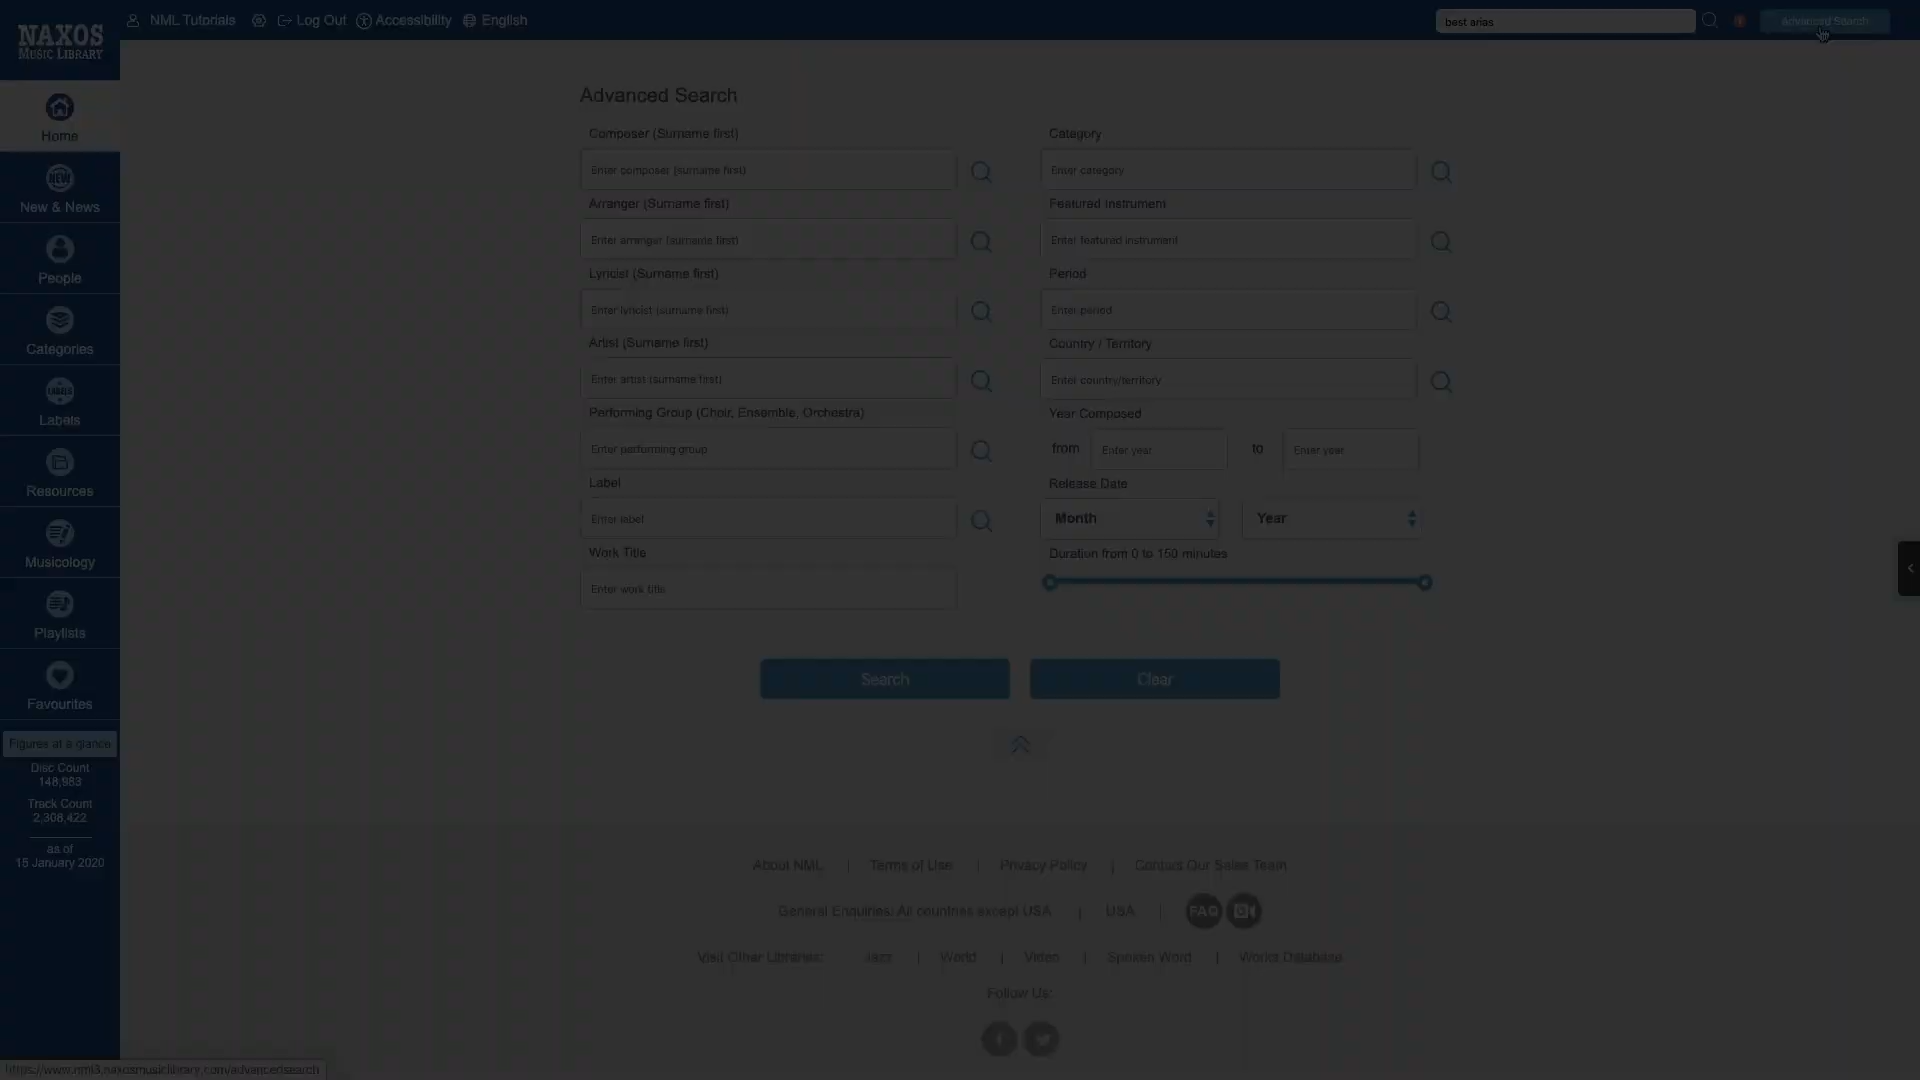 NAXOS
MUSIC LIBRARY
NML Tutorials
Log Out
Accessibility
English
best arias
Advanced Search
Home
NEW
New & News
People
Categories
LABELS
Labels
Resources
Musicology
Playlists
Favourites
Figures at a glance
Disc Count
148,983
Track Count
2,308,422
as of
15 January 2020
Advanced Search
Composer (Surname first)
Enter composer (surname first)
Arranger (Surname first)
Enter arranger (surname first)
Lyricist (Surname first)
Enter lyricist (surname first)
Artist (Surname first)
Enter artist (surname first)
Performing Group (Choir, Ensemble, Orchestra)
Enter performing group
Label
Enter label
Work Title
Enter work title
Category
Enter category
Featured Instrument
Enter featured instrument
Period
Enter period
Country / Territory
Enter country/territory
Year Composed
from Enter year to Enter year
Release Date
Month Year
Duration from 0 to 150 minutes
Search Clear
About NML | Terms of Use | Privacy Policy | Contact Our Sales Team
General Enquiries: All countries except USA | USA | FAQ
Visit Other Libraries: Jazz | World | Video | Spoken Word | Works Database
Follow Us:
https://www.nml3.naxosmusiclibrary.com/advancedsearch